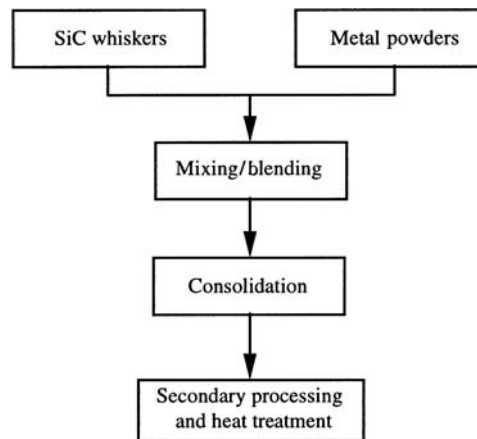 SiC whiskers
Metal powders
Mixing/blending
Consolidation
Secondary processing
and heat treatment